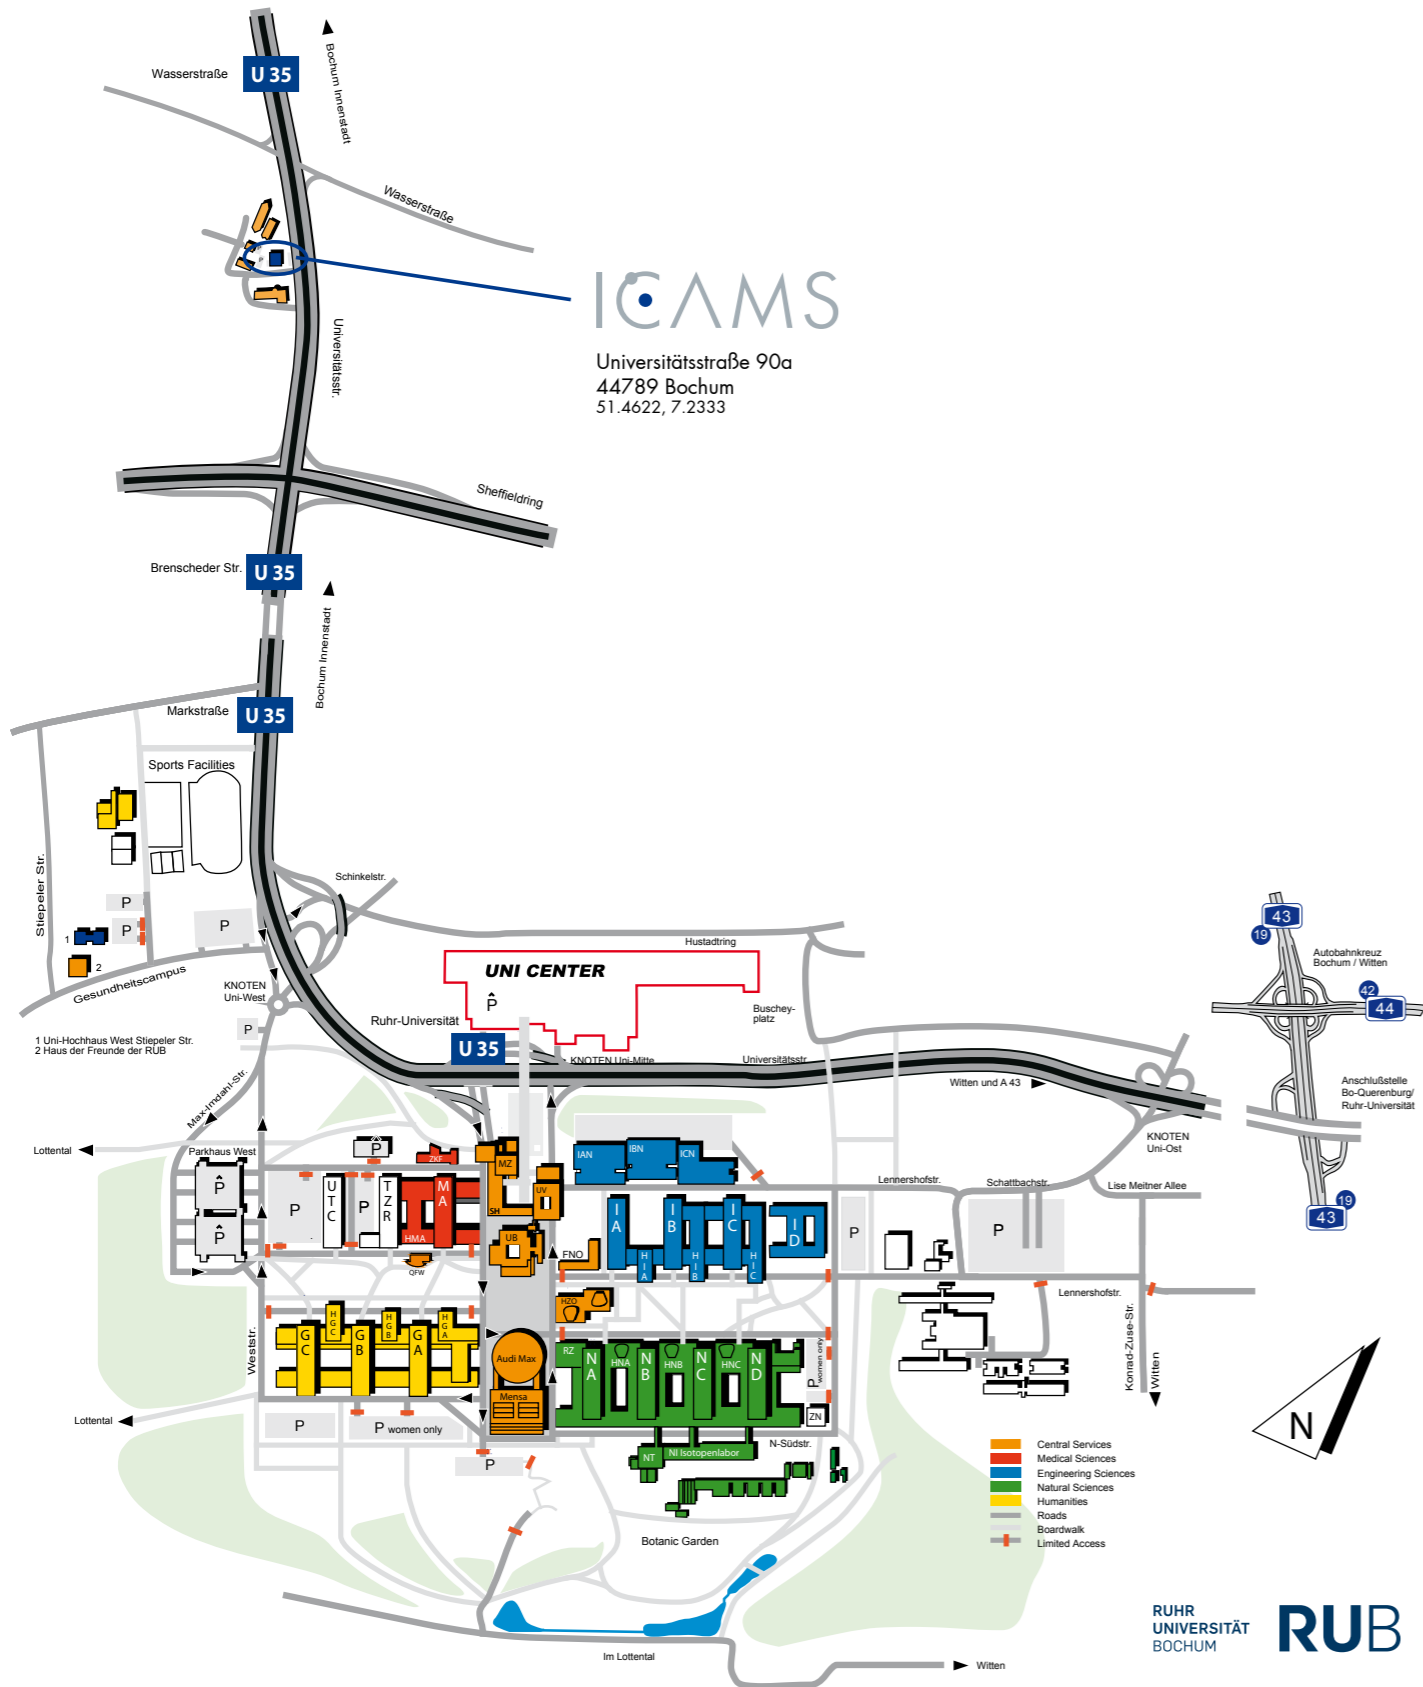 Wasserstraße
U 35
Bochum Innenstadt
Wasserstraße
P
ICAMS
Universitätsstraße 90a
44789 Bochum
51.4622, 7.2333
Universitätsstr.
Sheffieldring
Brenscheder Str.
U 35
Bochum Innenstadt
Markstraße
U 35
Sports Facilities
Stiepeler Str.
Schinkelstr.
P
P
P
1
2
Gesundheitscampus
KNOTEN
Uni-West
P
1 Uni-Hochhaus West Stiepeler Str.
2 Haus der Freunde der RUB
Hustadtring
UNI CENTER
P
Ruhr-Universität
U 35
KNOTEN Uni-Mitte
Buschey-
platz
Universitätsstr.
Witten und A 43
43
19
Autobahnkreuz
Bochum / Witten
42
44
Anschlußstelle
Bo-Querenburg/
Ruhr-Universität
43
19
KNOTEN
Uni-Ost
Max-Imdahl-Str.
Lottental
Parkhaus West
P
P
P
P
P
UTC
TZR
ZKF
MA
HMA
QFW
MZ
SH
UV
UB
FNO
HZO
IAN
IBN
ICN
IA
IB
IC
ID
HIA
HIB
HIC
P
Lennershofstr.
Schattbachstr.
Lise Meitner Allee
P
Lennershofstr.
Konrad-Zuse-Str.
Witten
Weststr.
GC
HGC
GB
HGB
GA
HGA
Audi Max
Mensa
RZ
NA
HNA
NB
HNB
NC
HNC
ND
P women only
ZN
N-Südstr.
NT
NI Isotopenlabor
Lottental
P
P women only
P
Botanic Garden
N
Central Services
Medical Sciences
Engineering Sciences
Natural Sciences
Humanities
Roads
Boardwalk
Limited Access
Im Lottental
Witten
RUHR
UNIVERSITÄT
BOCHUM
RUB